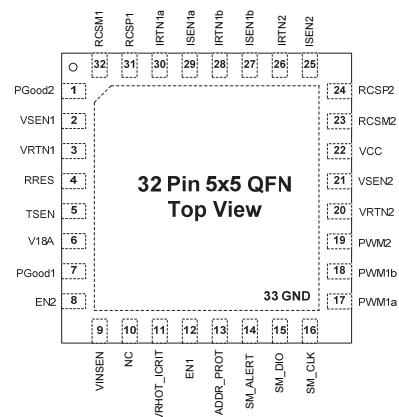 RCSM1
RCSP1
IRTN1a
ISEN1a
IRTN1b
ISEN1b
IRTN2
ISEN2
32
31
30
29
28
27
26
25
PGood2
1
VSEN1
2
VRTN1
3
RRES
4
TSEN
5
V18A
6
PGood1
7
EN2
8
32 Pin 5x5 QFN
Top View
33 GND
24
RCSP2
23
RCSM2
22
VCC
21
VSEN2
20
VRTN2
19
PWM2
18
PWM1b
17
PWM1a
9
10
11
12
13
14
15
16
VINSEN
NC
VRHOT_ICRIT
EN1
ADDR_PROT
SM_ALERT
SM_DIO
SM_CLK